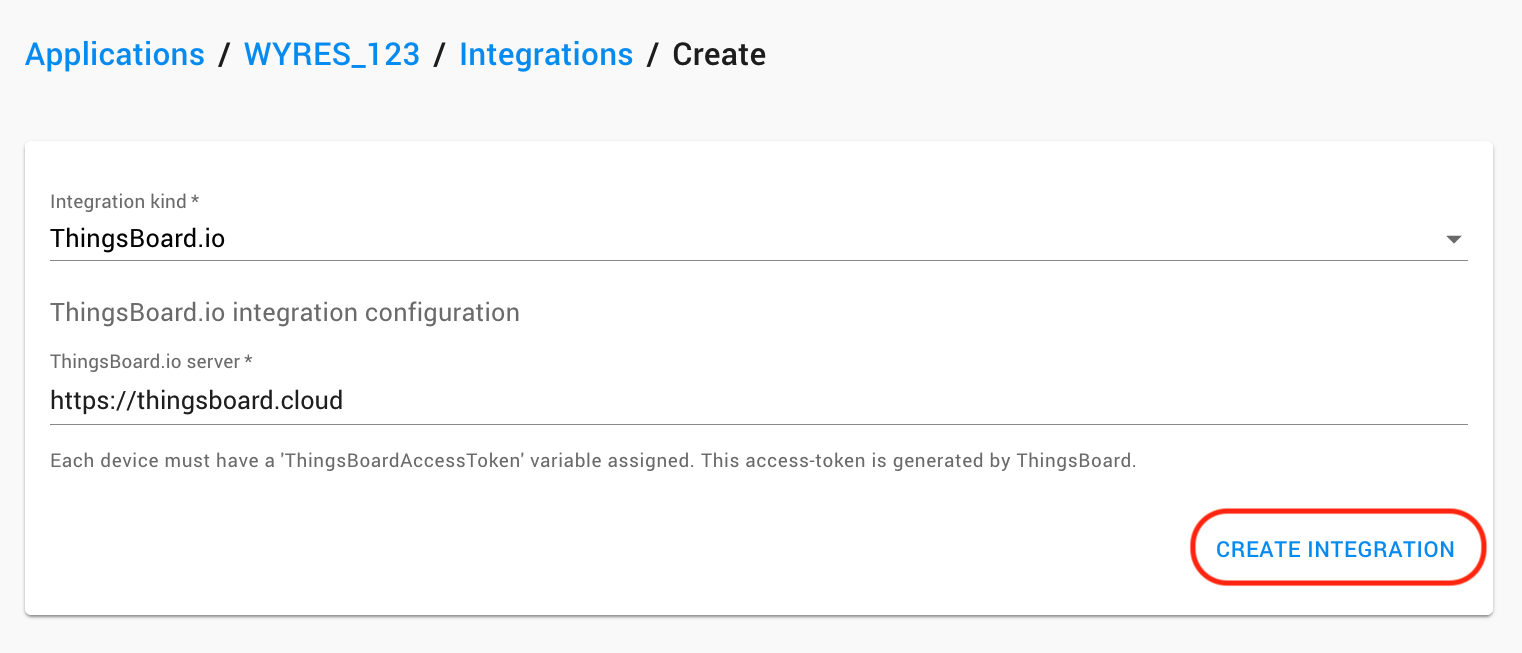 Applications / WYRES_123 / Integrations / Create
Integration kind *
ThingsBoard.io
ThingsBoard.io integration configuration
ThingsBoard.io server *
https://thingsboard.cloud
Each device must have a 'ThingsBoardAccessToken' variable assigned. This access-token is generated by ThingsBoard.
CREATE INTEGRATION